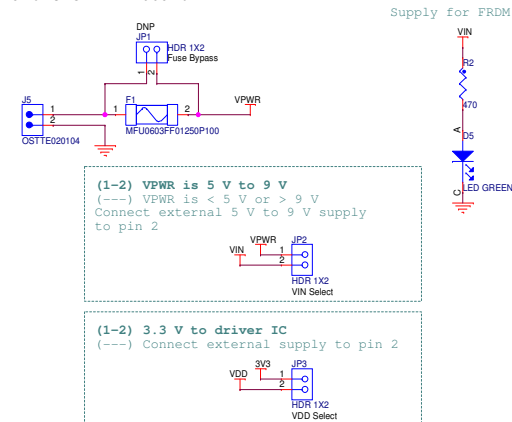 Supply for FRDM
DNP
JP1
HDR 1X2
Fuse Bypass
1
2
J5
1
2
OSTTE020104
F1
1
2
MFU0603FF01250P100
VPWR
VIN
R2
470
A
D5
C
LED GREEN
(1-2) VPWR is 5 V to 9 V
(---) VPWR is < 5 V or > 9 V
Connect external 5 V to 9 V supply
to pin 2
VPWR
VIN
JP2
1
2
HDR 1X2
VIN Select
(1-2) 3.3 V to driver IC
(---) Connect external supply to pin 2
3V3
VDD
JP3
1
2
HDR 1X2
VDD Select